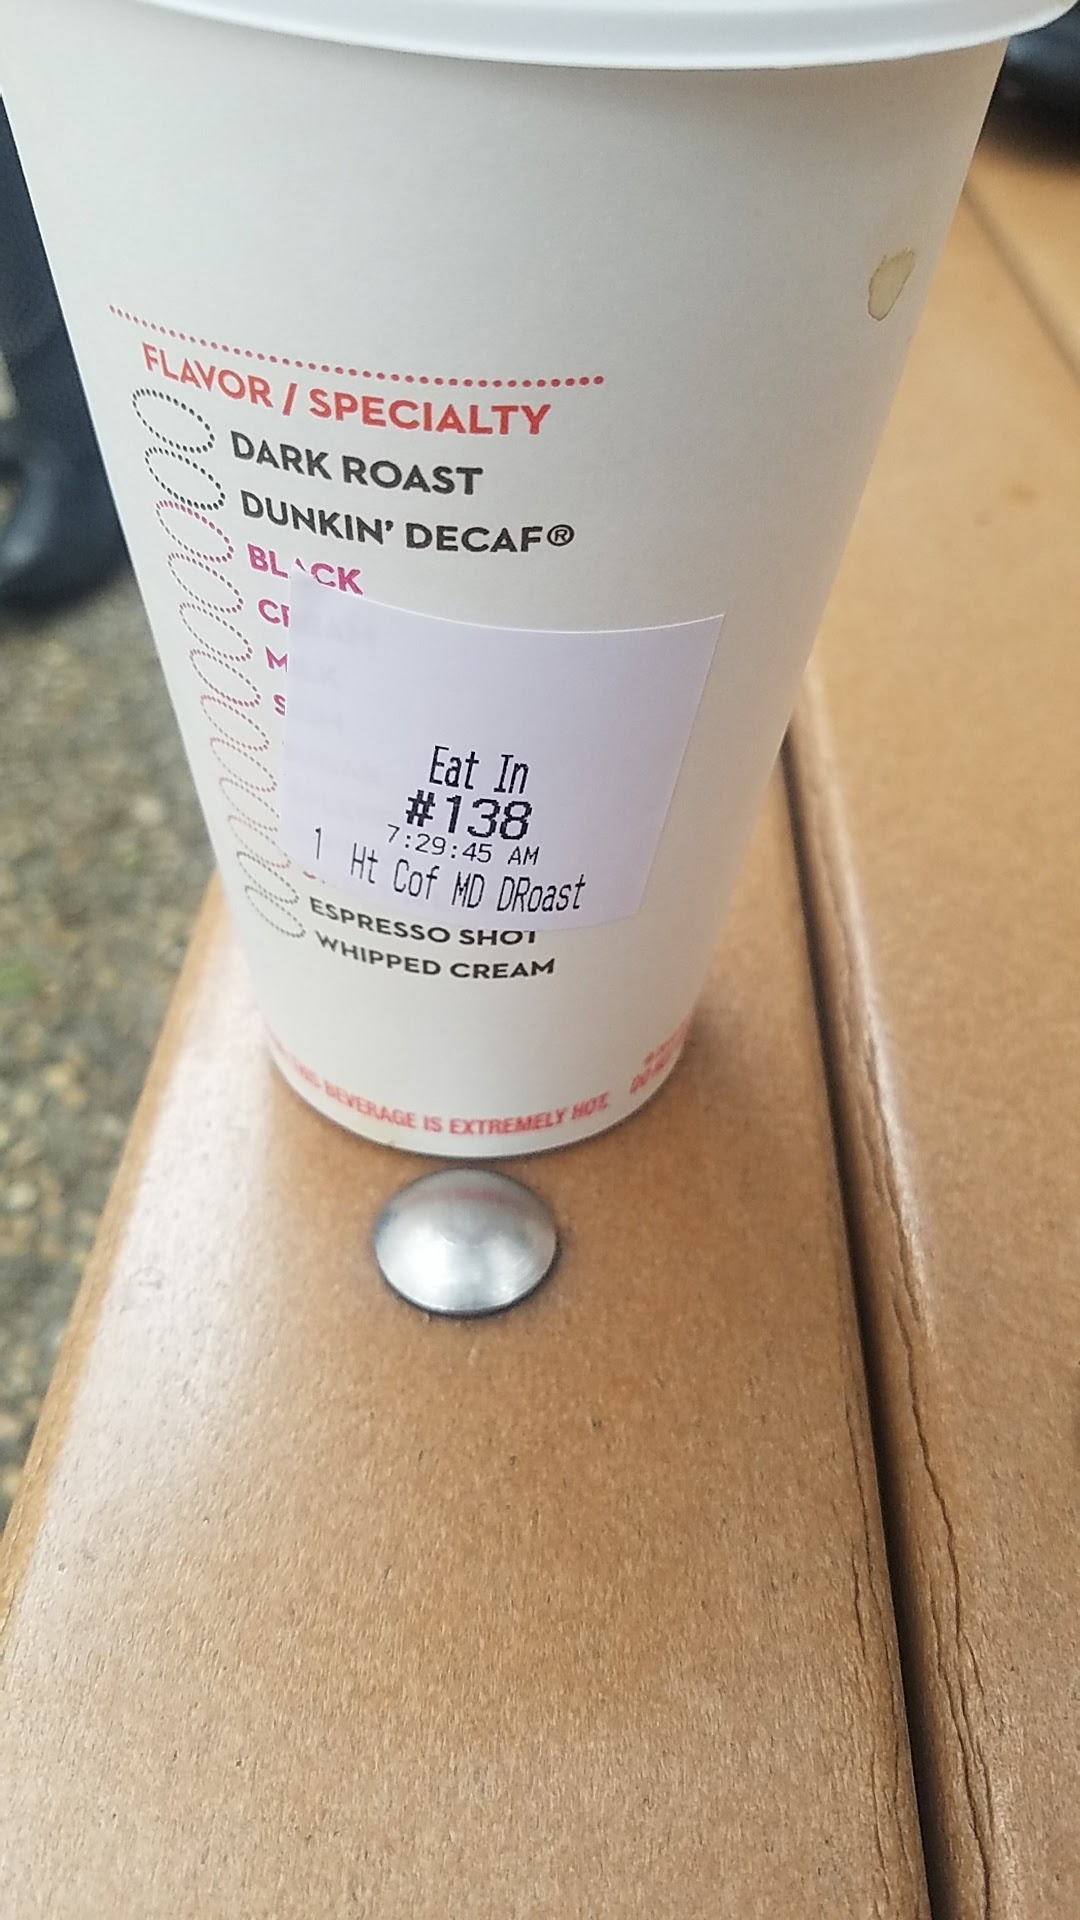 FLAVOR / SPECIALTY
DARK ROAST
DUNKIN' DECAF®
BLACK
Eat In
#138
7:29:45 AM
1 Ht Cof MD DRoast
ESPRESSO SHOT
WHIPPED CREAM
BEVERAGE IS EXTREMELY HOT.